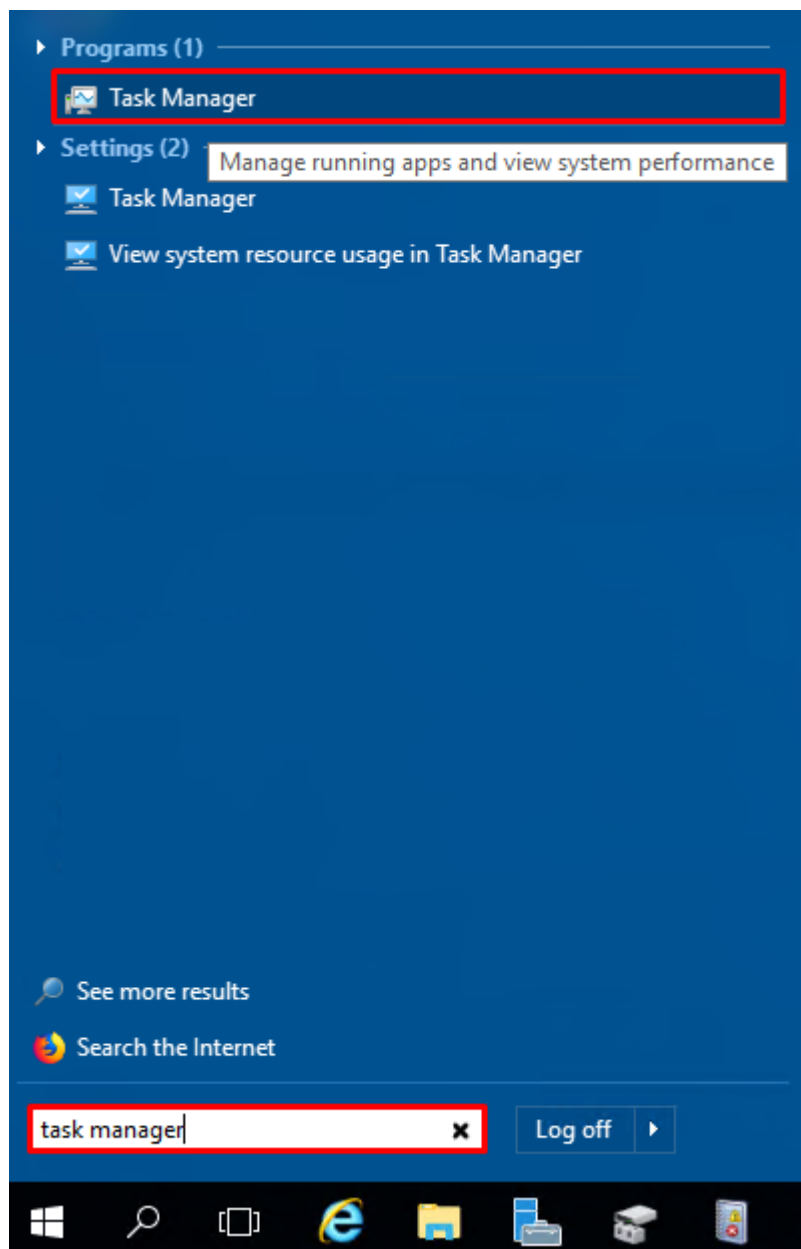 Programs (1)
Task Manager
Settings (2)
Manage running apps and view system performance
Task Manager
View system resource usage in Task Manager
See more results
Search the Internet
task manager
Log off